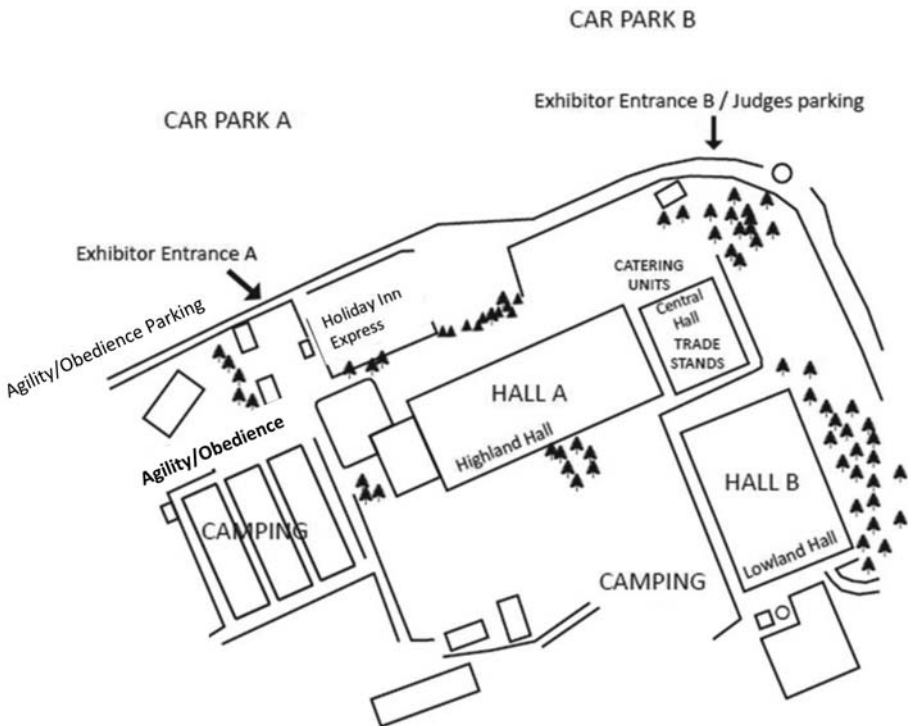 CAR PARK B
Exhibitor Entrance B / Judges parking
CAR PARK A
Exhibitor Entrance A
Agility/Obedience Parking
Holiday Inn
Express
CATERING
UNITS
Central
Hall
TRADE
STANDS
HALL A
Highland Hall
Agility/Obedience
CAMPING
HALL B
Lowland Hall
CAMPING